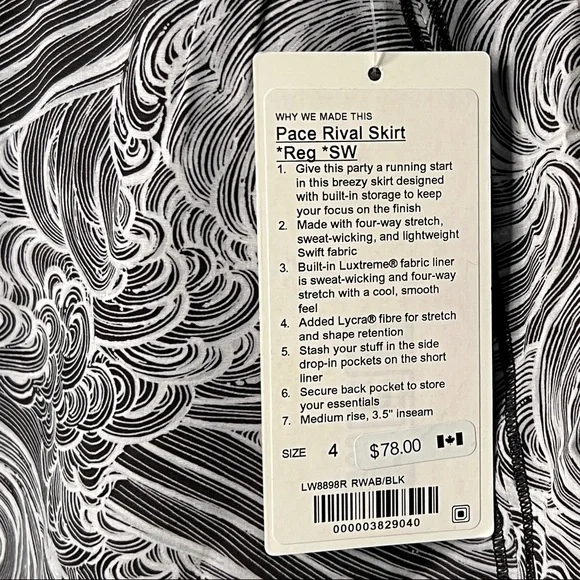 WHY WE MADE THIS
Pace Rival Skirt
*Reg *SW
1. Give this party a running start
in this breezy skirt designed
with built-in storage to keep
your focus on the finish
2. Made with four-way stretch,
sweat-wicking, and lightweight
Swift fabric
3. Built-in Luxtreme® fabric liner
is sweat-wicking and four-way
stretch with a cool, smooth
feel
4. Added Lycra® fibre for stretch
and shape retention
5. Stash your stuff in the side
drop-in pockets on the short
liner
6. Secure back pocket to store
your essentials
7. Medium rise, 3.5" inseam
SIZE 4 $78.00
LW8898R RWAB/BLK
000003829040